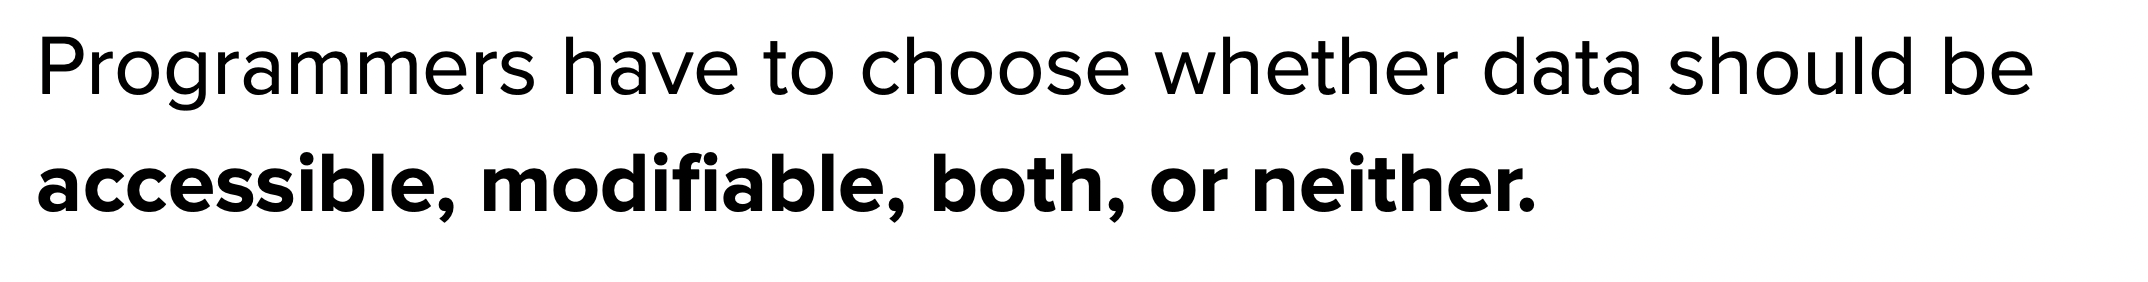 Programmers have to choose whether data should be
accessible, modifiable, both, or neither.